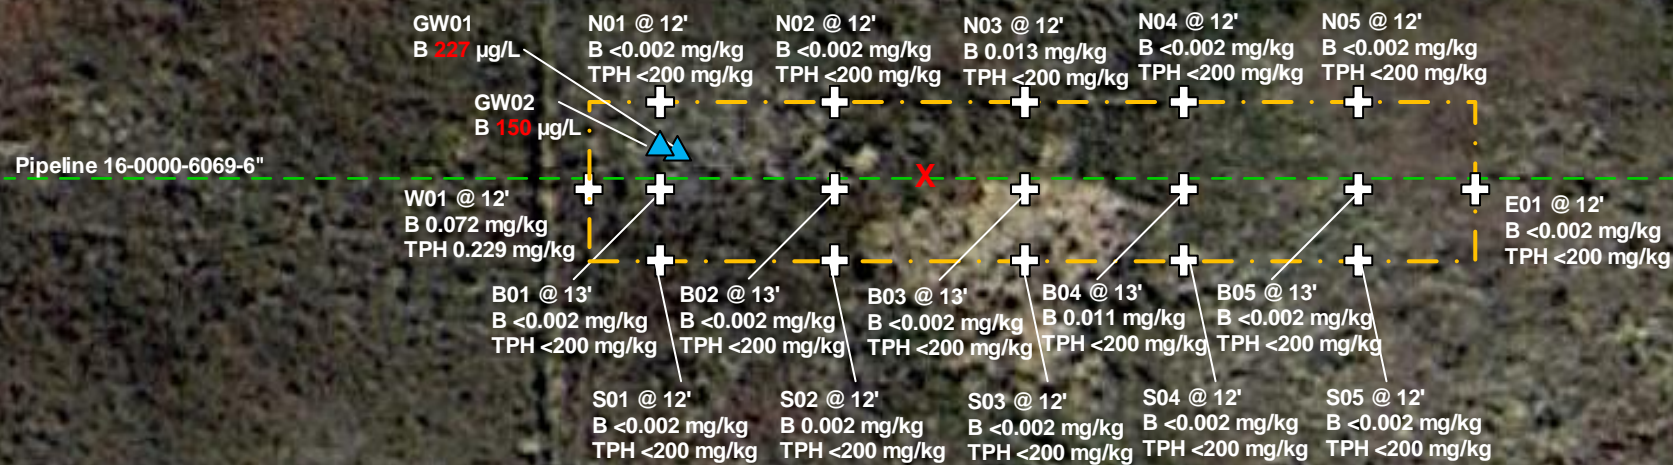 GW01
B 227 µg/L
GW02
B 150 µg/L
N01 @ 12'
B <0.002 mg/kg
TPH <200 mg/kg
N02 @ 12'
B <0.002 mg/kg
TPH <200 mg/kg
N03 @ 12'
B 0.013 mg/kg
TPH <200 mg/kg
N04 @ 12'
B <0.002 mg/kg
TPH <200 mg/kg
N05 @ 12'
B <0.002 mg/kg
TPH <200 mg/kg
Pipeline 16-0000-6069-6"
X
W01 @ 12'
B 0.072 mg/kg
TPH 0.229 mg/kg
E01 @ 12'
B <0.002 mg/kg
TPH <200 mg/kg
B01 @ 13'
B <0.002 mg/kg
TPH <200 mg/kg
B02 @ 13'
B <0.002 mg/kg
TPH <200 mg/kg
B03 @ 13'
B <0.002 mg/kg
TPH <200 mg/kg
B04 @ 13'
B 0.011 mg/kg
TPH <200 mg/kg
B05 @ 13'
B <0.002 mg/kg
TPH <200 mg/kg
S01 @ 12'
B <0.002 mg/kg
TPH <200 mg/kg
S02 @ 12'
B 0.002 mg/kg
TPH <200 mg/kg
S03 @ 12'
B <0.002 mg/kg
TPH <200 mg/kg
S04 @ 12'
B <0.002 mg/kg
TPH <200 mg/kg
S05 @ 12'
B <0.002 mg/kg
TPH <200 mg/kg